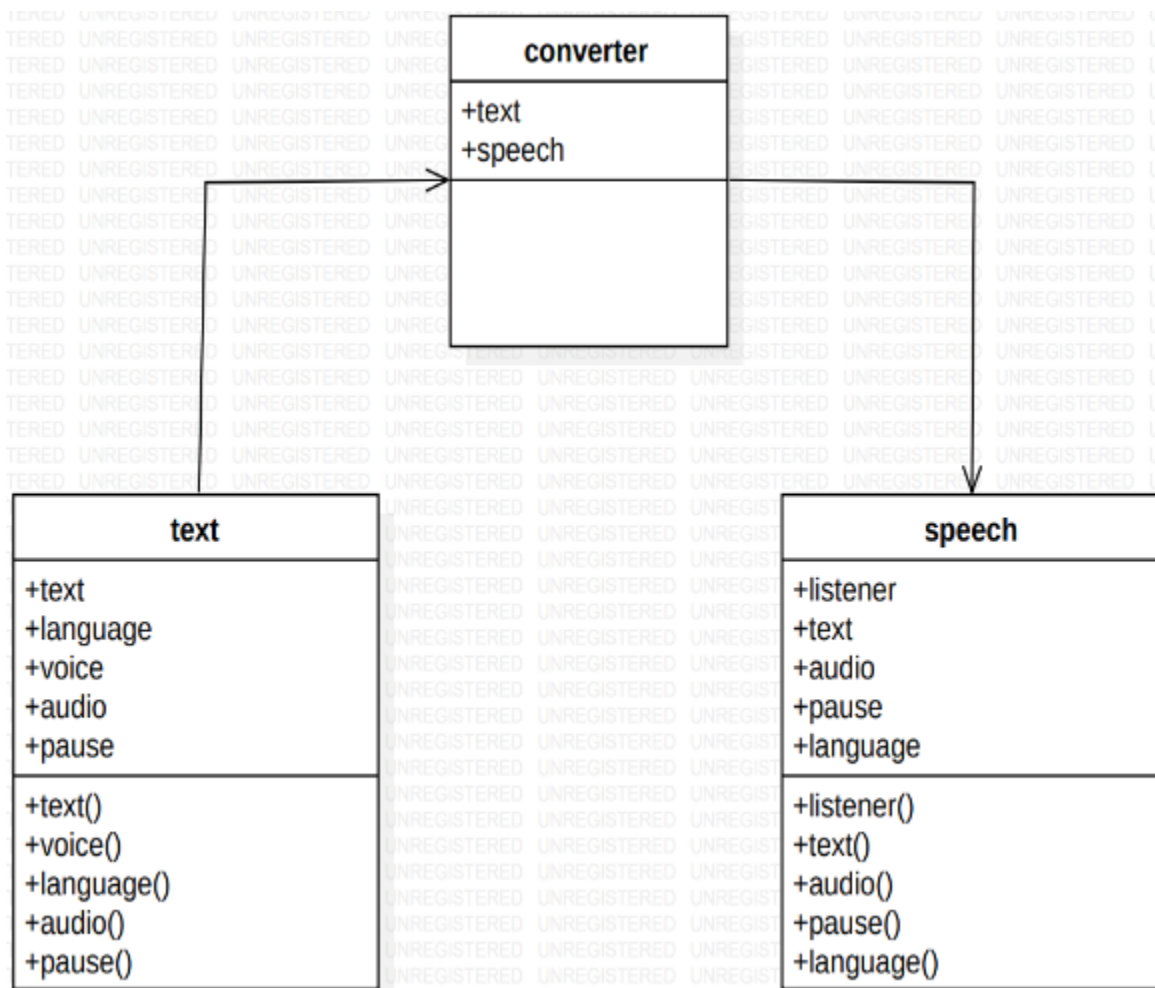 converter
+text
+speech
text
+text
+language
+voice
+audio
+pause
+text()
+voice()
+language()
+audio()
+pause()
speech
+listener
+text
+audio
+pause
+language
+listener()
+text()
+audio()
+pause()
+language()
UNREGISTERED